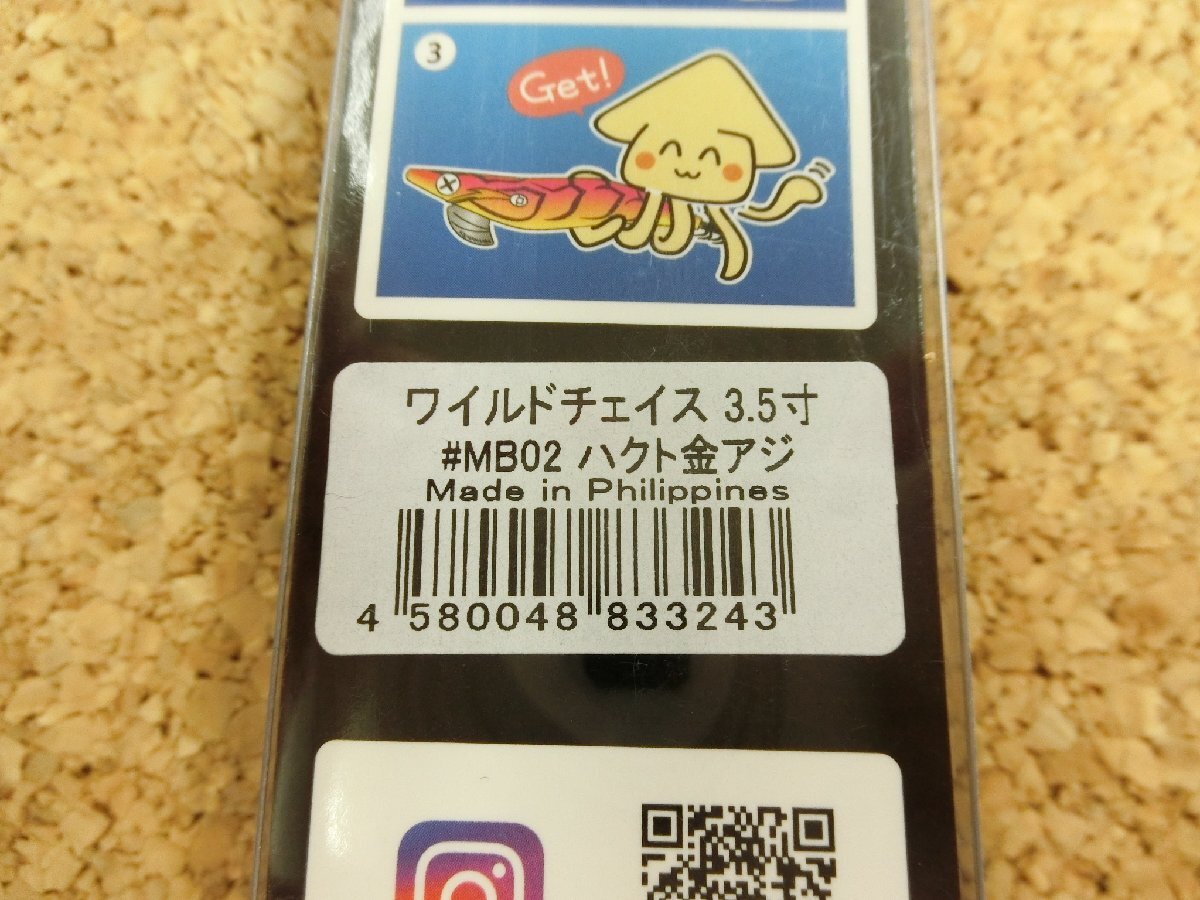 3
Get!
ワイルドチェイス 3.5寸
#MB02 ハクト金アジ
Made in Philippines
4 580048 833243